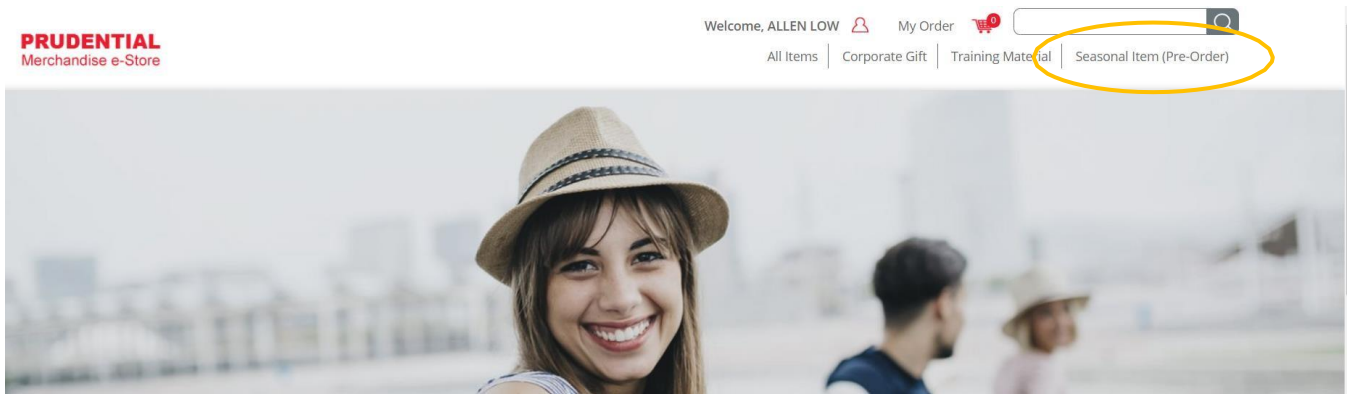 Welcome, ALLEN LOW My Order 0
PRUDENTIAL
Merchandise e-Store
All Items Corporate Gift Training Material Seasonal Item (Pre-Order)